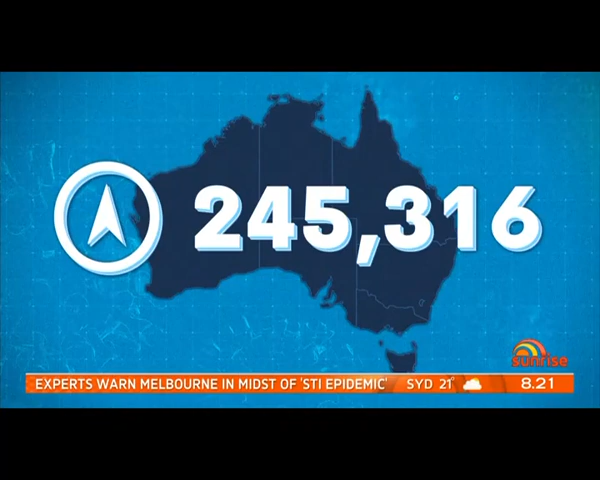 245,316
sunrise
EXPERTS WARN MELBOURNE IN MIDST OF 'STI EPIDEMIC' SYD 21° 8.21